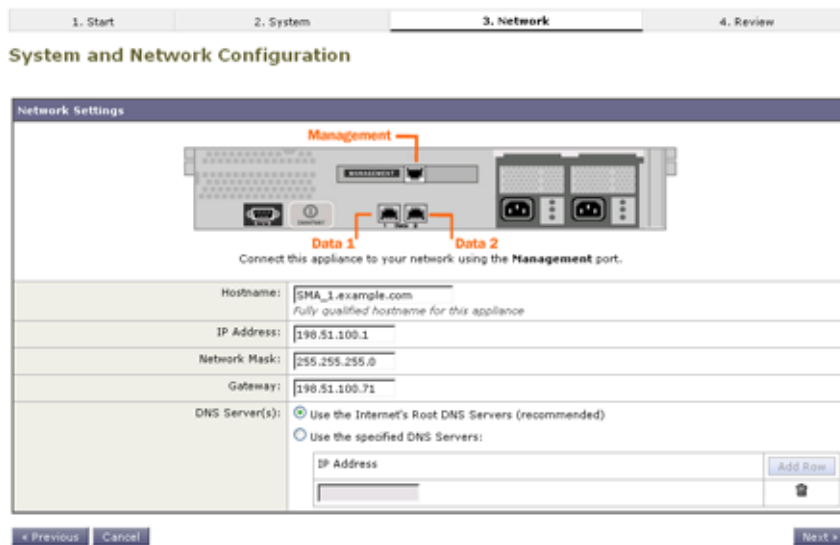 1. Start 2. System 3. Network 4. Review
System and Network Configuration
Network Settings
Management
MANAGEMENT
1 Data 2
Data 1 Data 2
Connect this appliance to your network using the Management port.
Hostname: SMA_1.example.com
Fully qualified hostname for this appliance
IP Address: 198.51.100.1
Network Mask: 255.255.255.0
Gateway: 198.51.100.71
DNS Server(s): Use the Internet's Root DNS Servers (recommended)
Use the specified DNS Servers:
IP Address Add Row
« Previous Cancel Next »